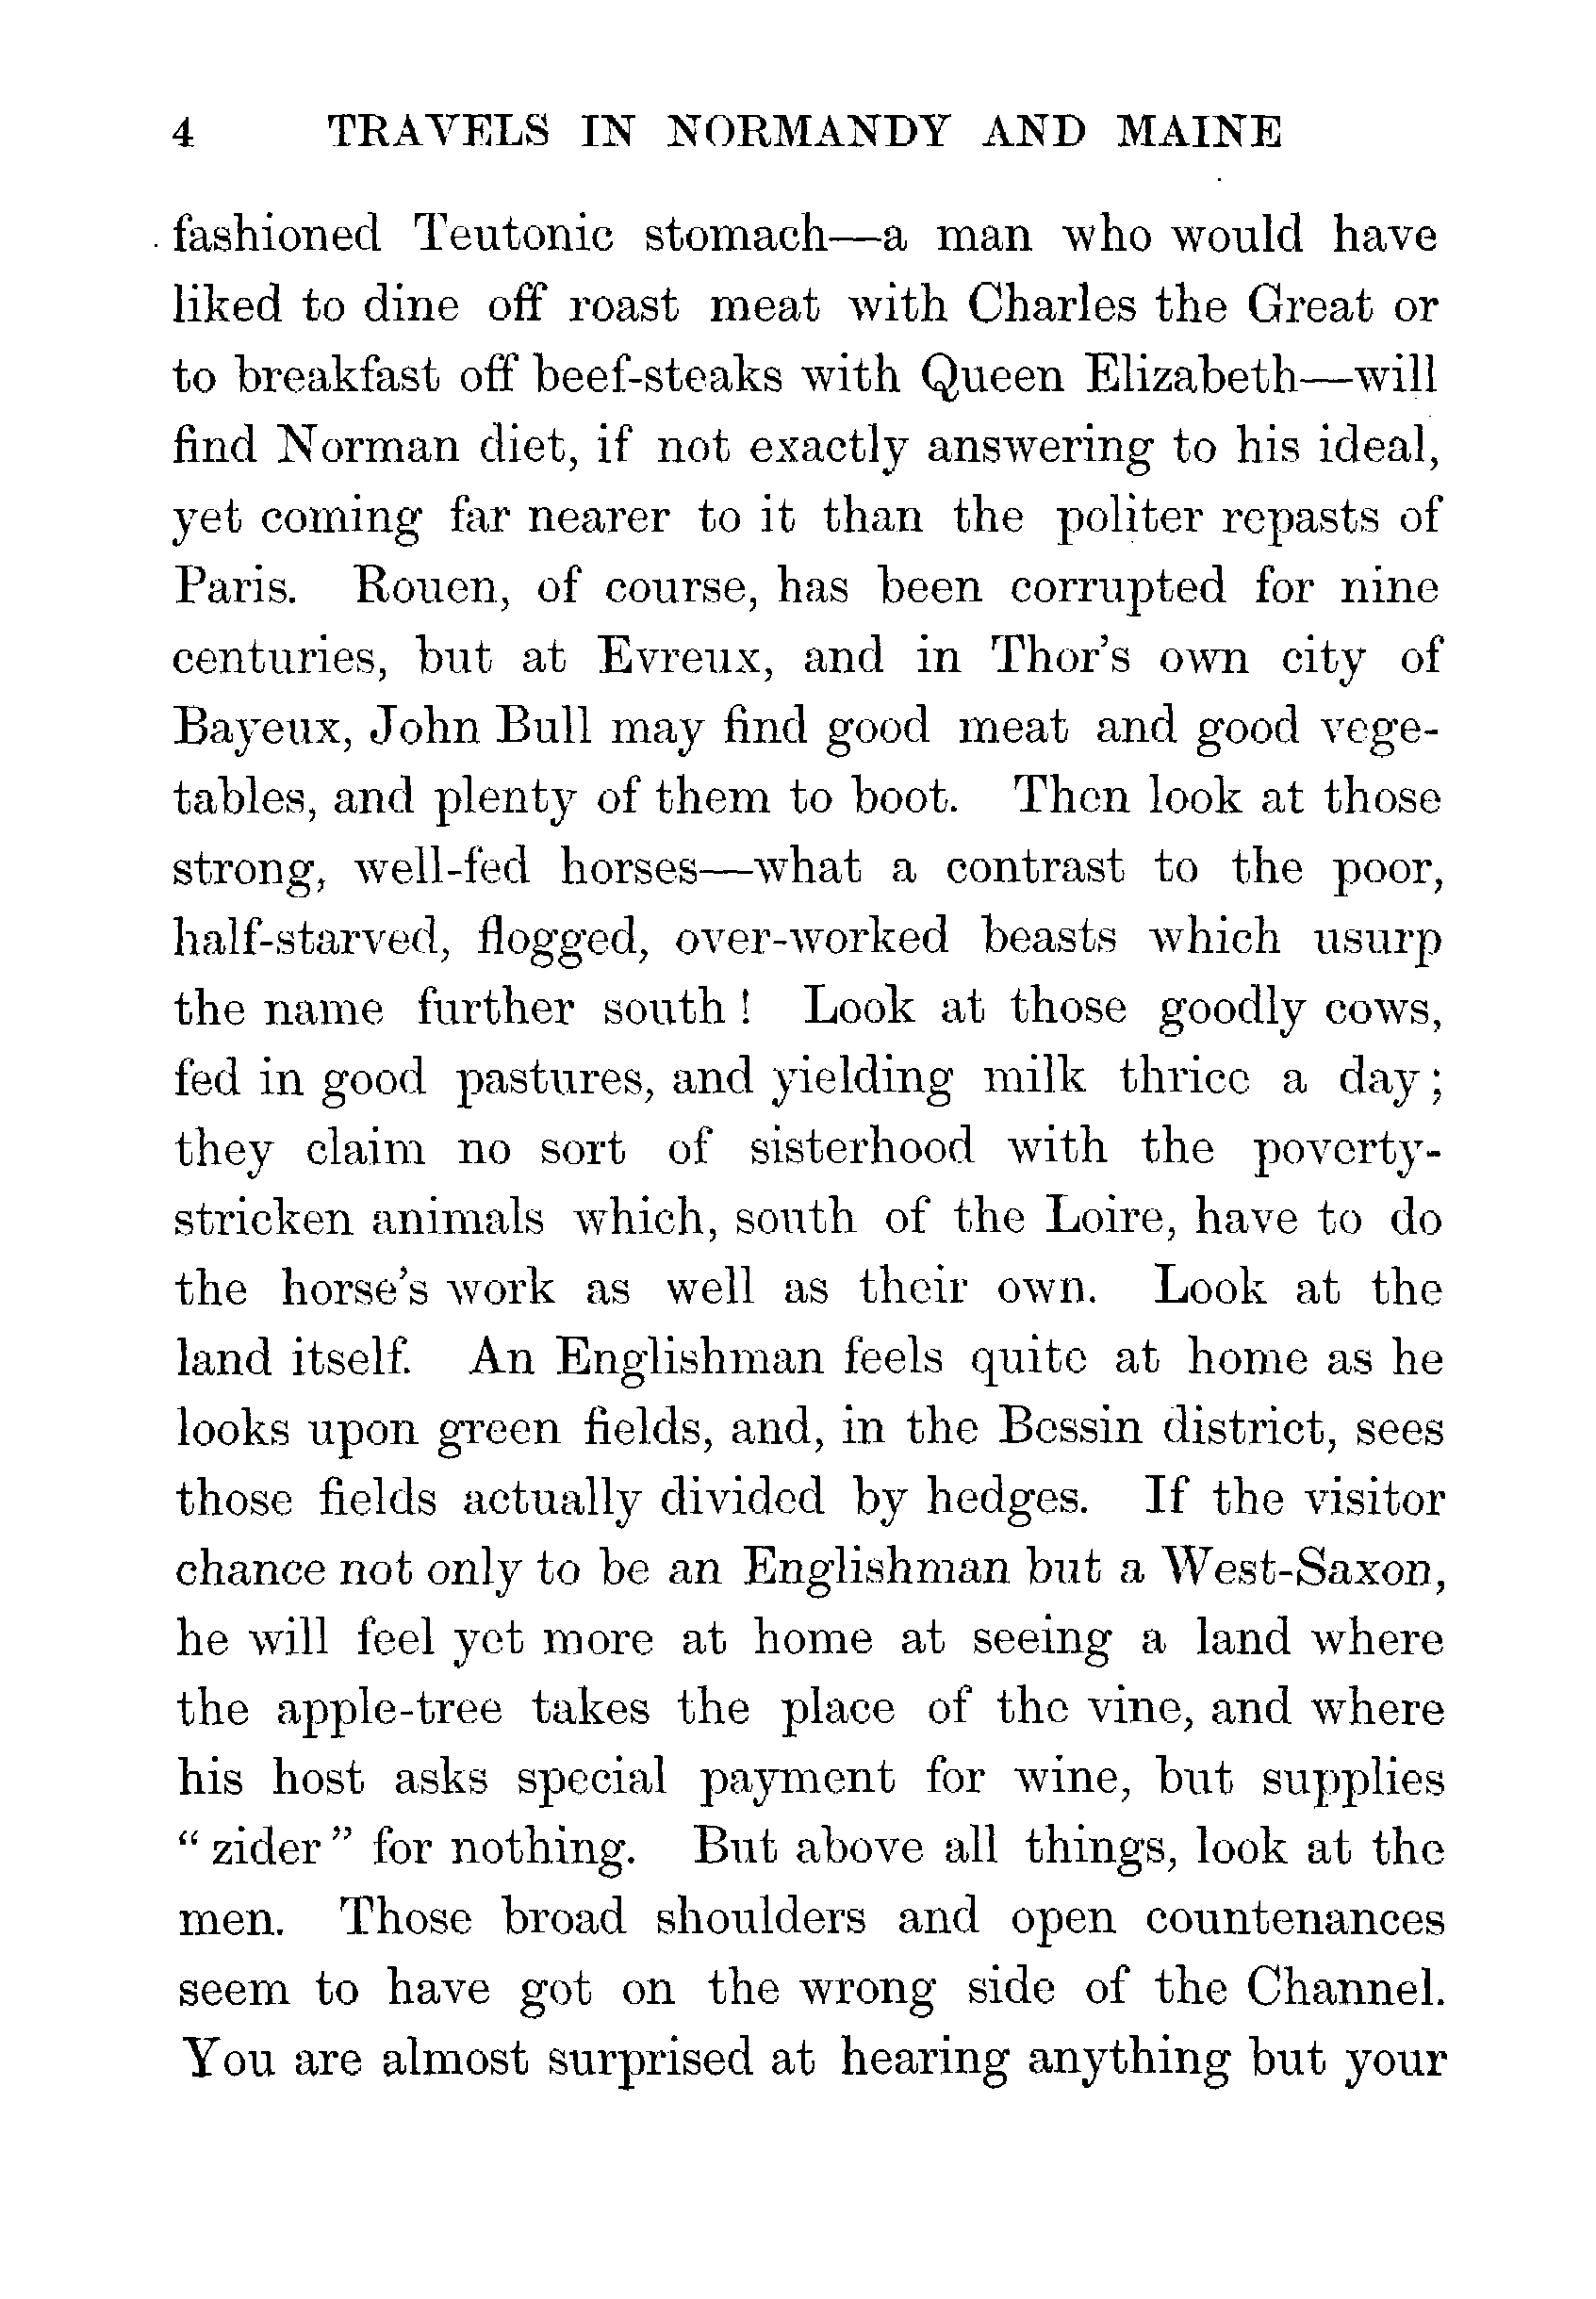 4 TRAVELS IN NORMANDY AND MAINE
fashioned Teutonic stomach—a man who would have
liked to dine off roast meat with Charles the Great or
to breakfast off beef-steaks with Queen Elizabeth—will
find Norman diet, if not exactly answering to his ideal,
yet coming far nearer to it than the politer repasts of
Paris. Rouen, of course, has been corrupted for nine
centuries, but at Evreux, and in Thor's own city of
Bayeux, John Bull may find good meat and good vege-
tables, and plenty of them to boot. Then look at those
strong, well-fed horses—what a contrast to the poor,
half-starved, flogged, over-worked beasts which usurp
the name further south! Look at those goodly cows,
fed in good pastures, and yielding milk thrice a day;
they claim no sort of sisterhood with the poverty-
stricken animals which, south of the Loire, have to do
the horse's work as well as their own. Look at the
land itself. An Englishman feels quite at home as he
looks upon green fields, and, in the Bessin district, sees
those fields actually divided by hedges. If the visitor
chance not only to be an Englishman but a West-Saxon,
he will feel yet more at home at seeing a land where
the apple-tree takes the place of the vine, and where
his host asks special payment for wine, but supplies
“zider” for nothing. But above all things, look at the
men. Those broad shoulders and open countenances
seem to have got on the wrong side of the Channel.
You are almost surprised at hearing anything but your